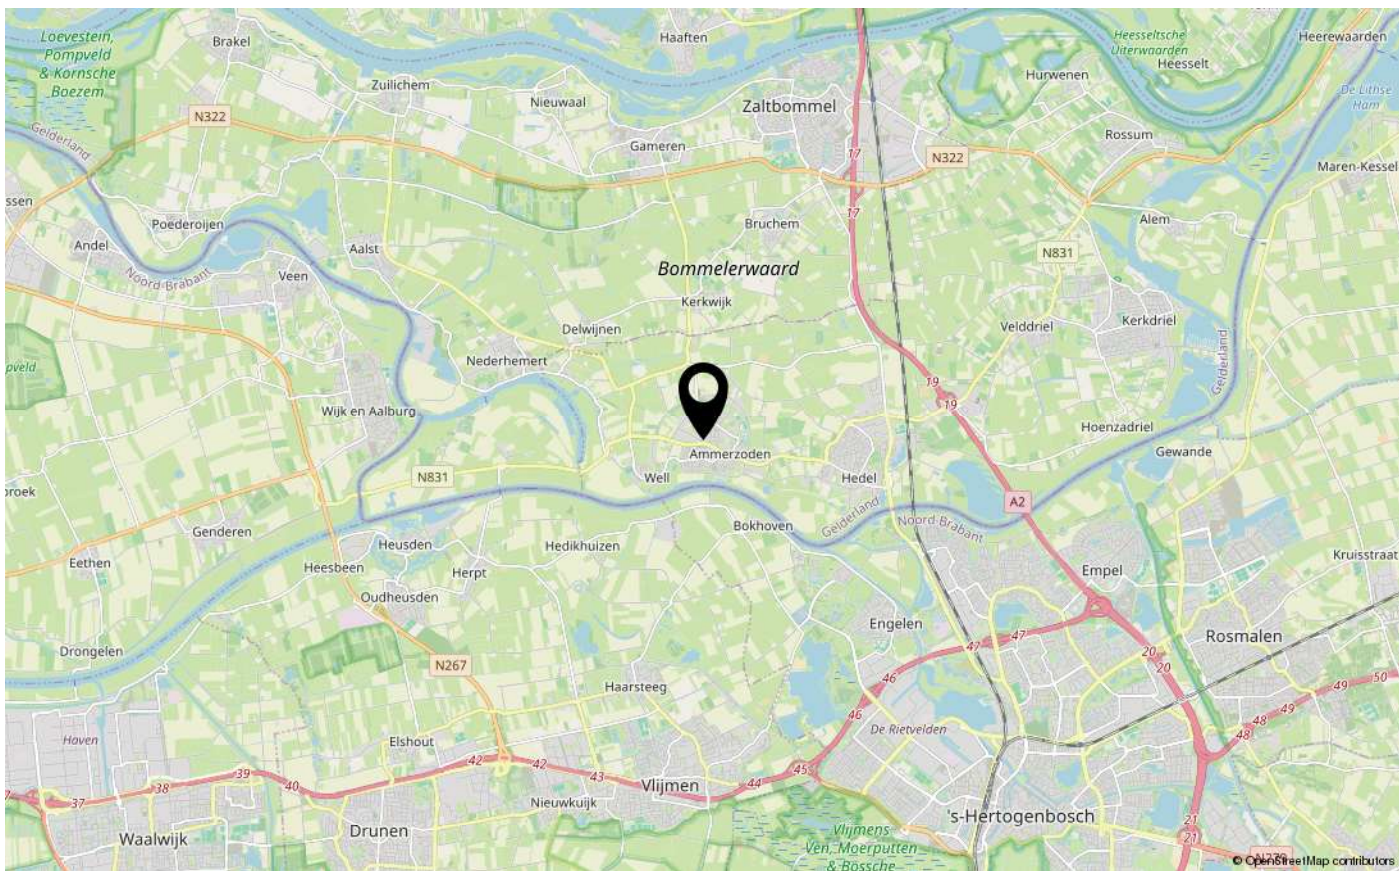 Loevestein,
Pompveld
& Kornsche
Boezem
Brakel
Haaften
Heesseltsche
Uiterwaarden
Heesselt
Heerewaarden
Zuilichem
Nieuwaal
Zaltbommel
Hurwenen
De Lithse
Ham
N322
Gelderland
Gameren
17
N322
Rossum
Maren-Kessel
ssen
Poederoijen
17
Andel
Aalst
Bruchem
Alem
N831
Noord-Brabant
Veen
Bommelerwaard
Kerkwijk
Delwijnen
Velddriel
Kerkdriel
Nederhemert
Gelderland
pveld
19
19
Wijk en Aalburg
Hoenzadriel
Ammerzoden
Gewande
N831
Well
Hedel
broek
A2
Gelderland
Noord-Brabant
Genderen
Bokhoven
Heusden
Hedikhuizen
Kruisstraat
Eethen
Heesbeen
Herpt
Empel
Oudheusden
Engelen
47
Rosmalen
Drongelen
47
20
N267
46
20
Haarsteeg
49
50
46
49
De Rietvelden
48
48
Haven
Elshout
42
42
45
39
43
44
40
38
37
7
Vlijmen
Nieuwkuijk
's-Hertogenbosch
21
Waalwijk
Drunen
Vlijmens
Ven, Moerputten
& Bossche
21
N279
© OpenStreetMap contributors